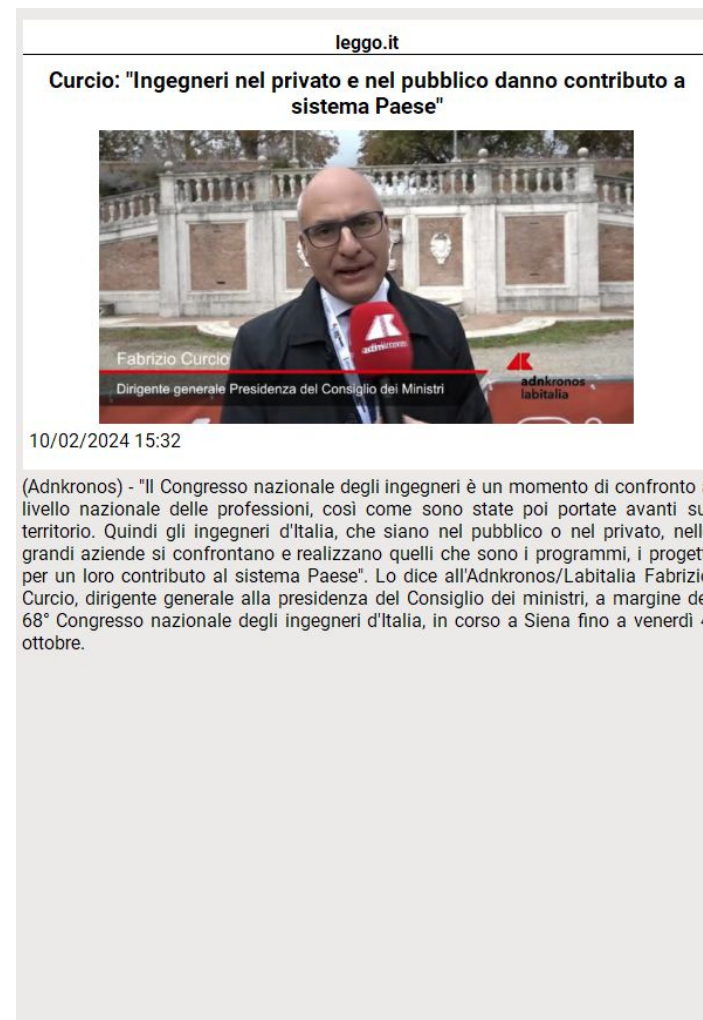 leggo.it
Curcio: "Ingegneri nel privato e nel pubblico danno contributo a
sistema Paese"
adnkronos
Fabrizio Curcio
Dirigente generale Presidenza del Consiglio dei Ministri
adnkronos
labitalia
10/02/2024 15:32
(Adnkronos) - "Il Congresso nazionale degli ingegneri è un momento di confronto
livello nazionale delle professioni, così come sono state poi portate avanti
territorio. Quindi gli ingegneri d'Italia, che siano nel pubblico o nel privato,
grandi aziende si confrontano e realizzano quelli che sono i programmi, i
per un loro contributo al sistema Paese". Lo dice all'Adnkronos/Labitalia
Curcio, dirigente generale alla presidenza del Consiglio dei ministri, a margine
68° Congresso nazionale degli ingegneri d'Italia, in corso a Siena fino a venerdì
ottobre.